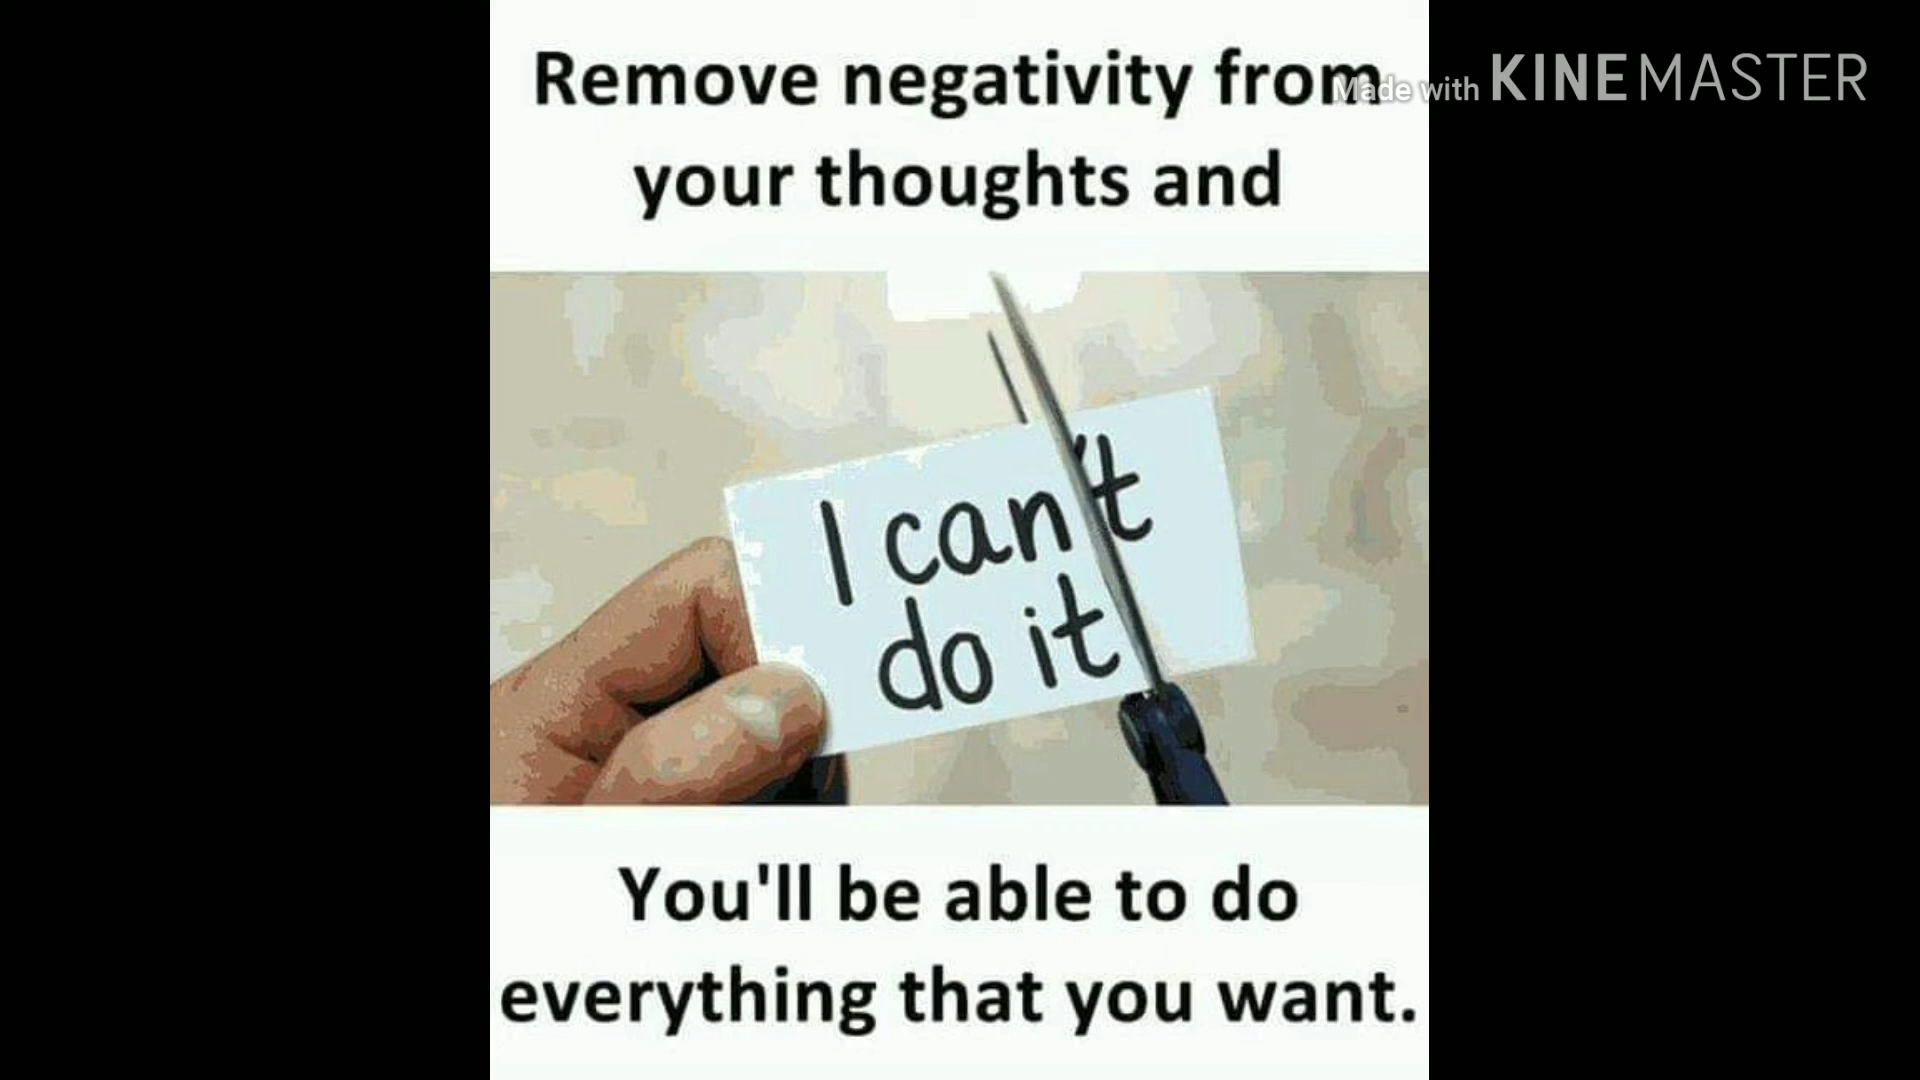 Remove negativity from
Made with KINEMASTER
your thoughts and
I can't
do it
You'll be able to do
everything that you want.